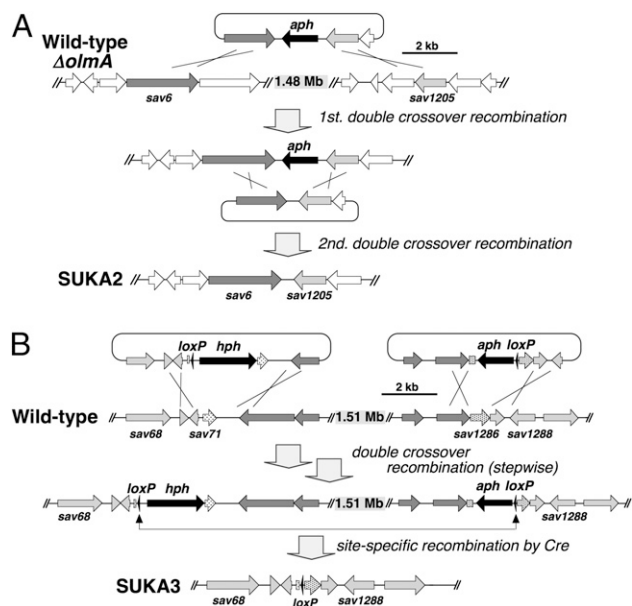 A
aph
Wild-type
ΔolmA
2 kb
1.48 Mb
sav6
sav1205
1st. double crossover recombination
aph
2nd. double crossover recombination
SUKA2
sav6
sav1205
B
loxP hph
aph loxP
2 kb
Wild-type
1.51 Mb
sav68
sav71
sav1286
sav1288
double crossover
recombination (stepwise)
loxP hph
aph loxP
1.51 Mb
sav68
sav1288
site-specific recombination by Cre
SUKA3
sav68
loxP
sav1288